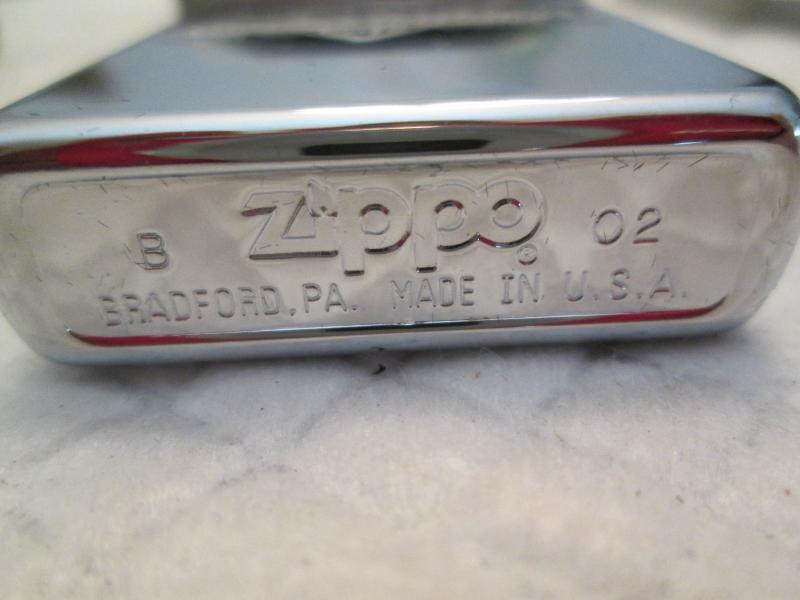 B Zippo® 02
BRADFORD, PA. MADE IN U.S.A.